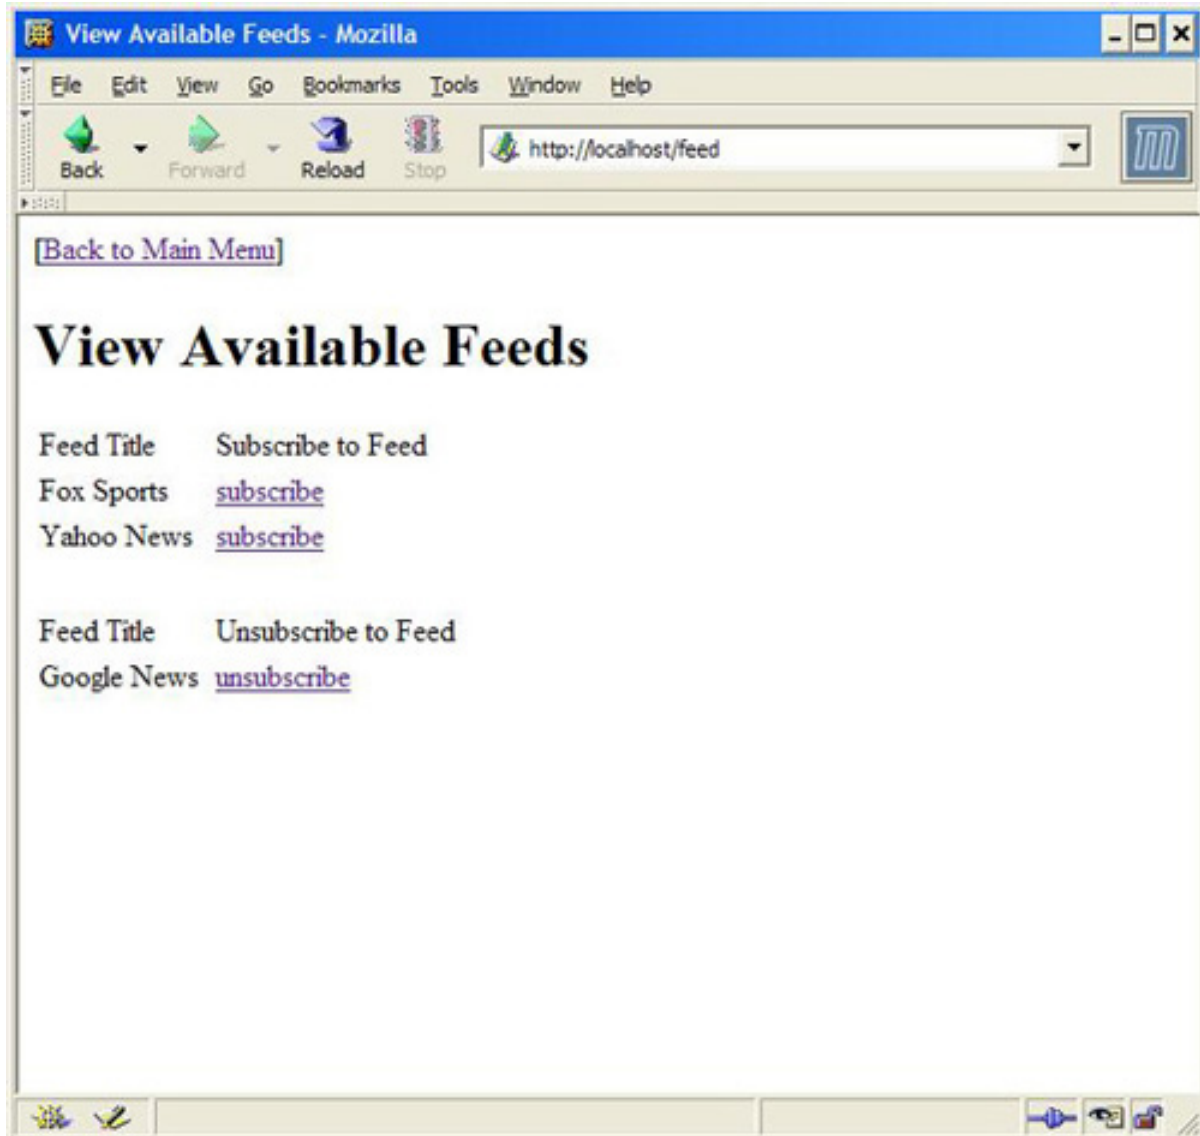 View Available Feeds - Mozilla
File Edit View Go Bookmarks Tools Window Help
Back Forward Reload Stop http://localhost/feed
[Back to Main Menu]
View Available Feeds
Feed Title Subscribe to Feed
Fox Sports subscribe
Yahoo News subscribe
Feed Title Unsubscribe to Feed
Google News unsubscribe